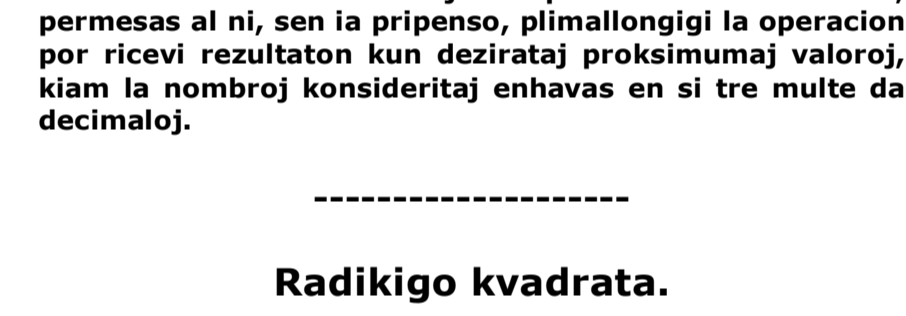 permesas al ni, sen ia pripenso, plimallongigi la operacion
por ricevi rezultaton kun dezirataj proksimumaj valoroj,
kiam la nombroj konsideritaj enhavas en si tre multe da
decimaloj.
--------------------
Radikigo kvadrata.